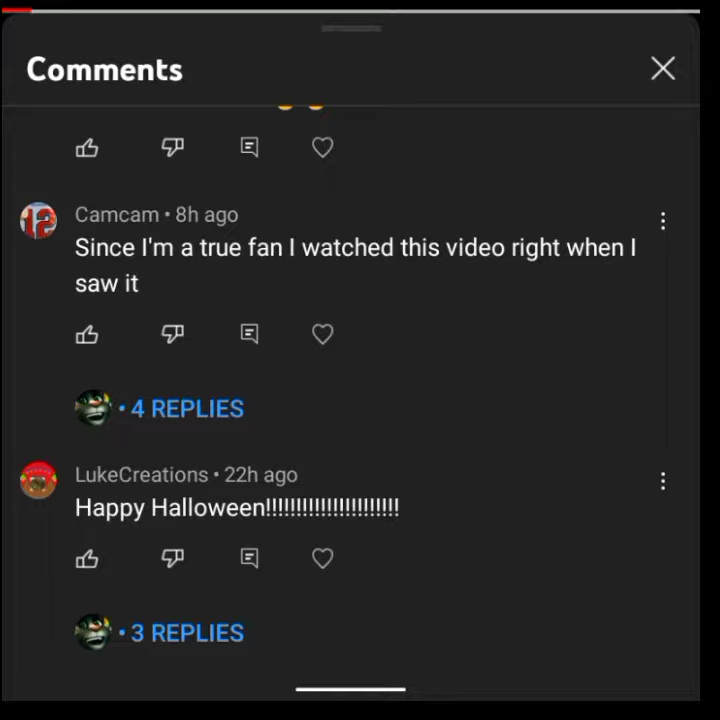 Comments
Camcam • 8h ago
Since I'm a true fan I watched this video right when I
saw it
• 4 REPLIES
12
LukeCreations • 22h ago
Happy Halloween!!!!!!!!!!!!!!!!!!!!!!
• 3 REPLIES